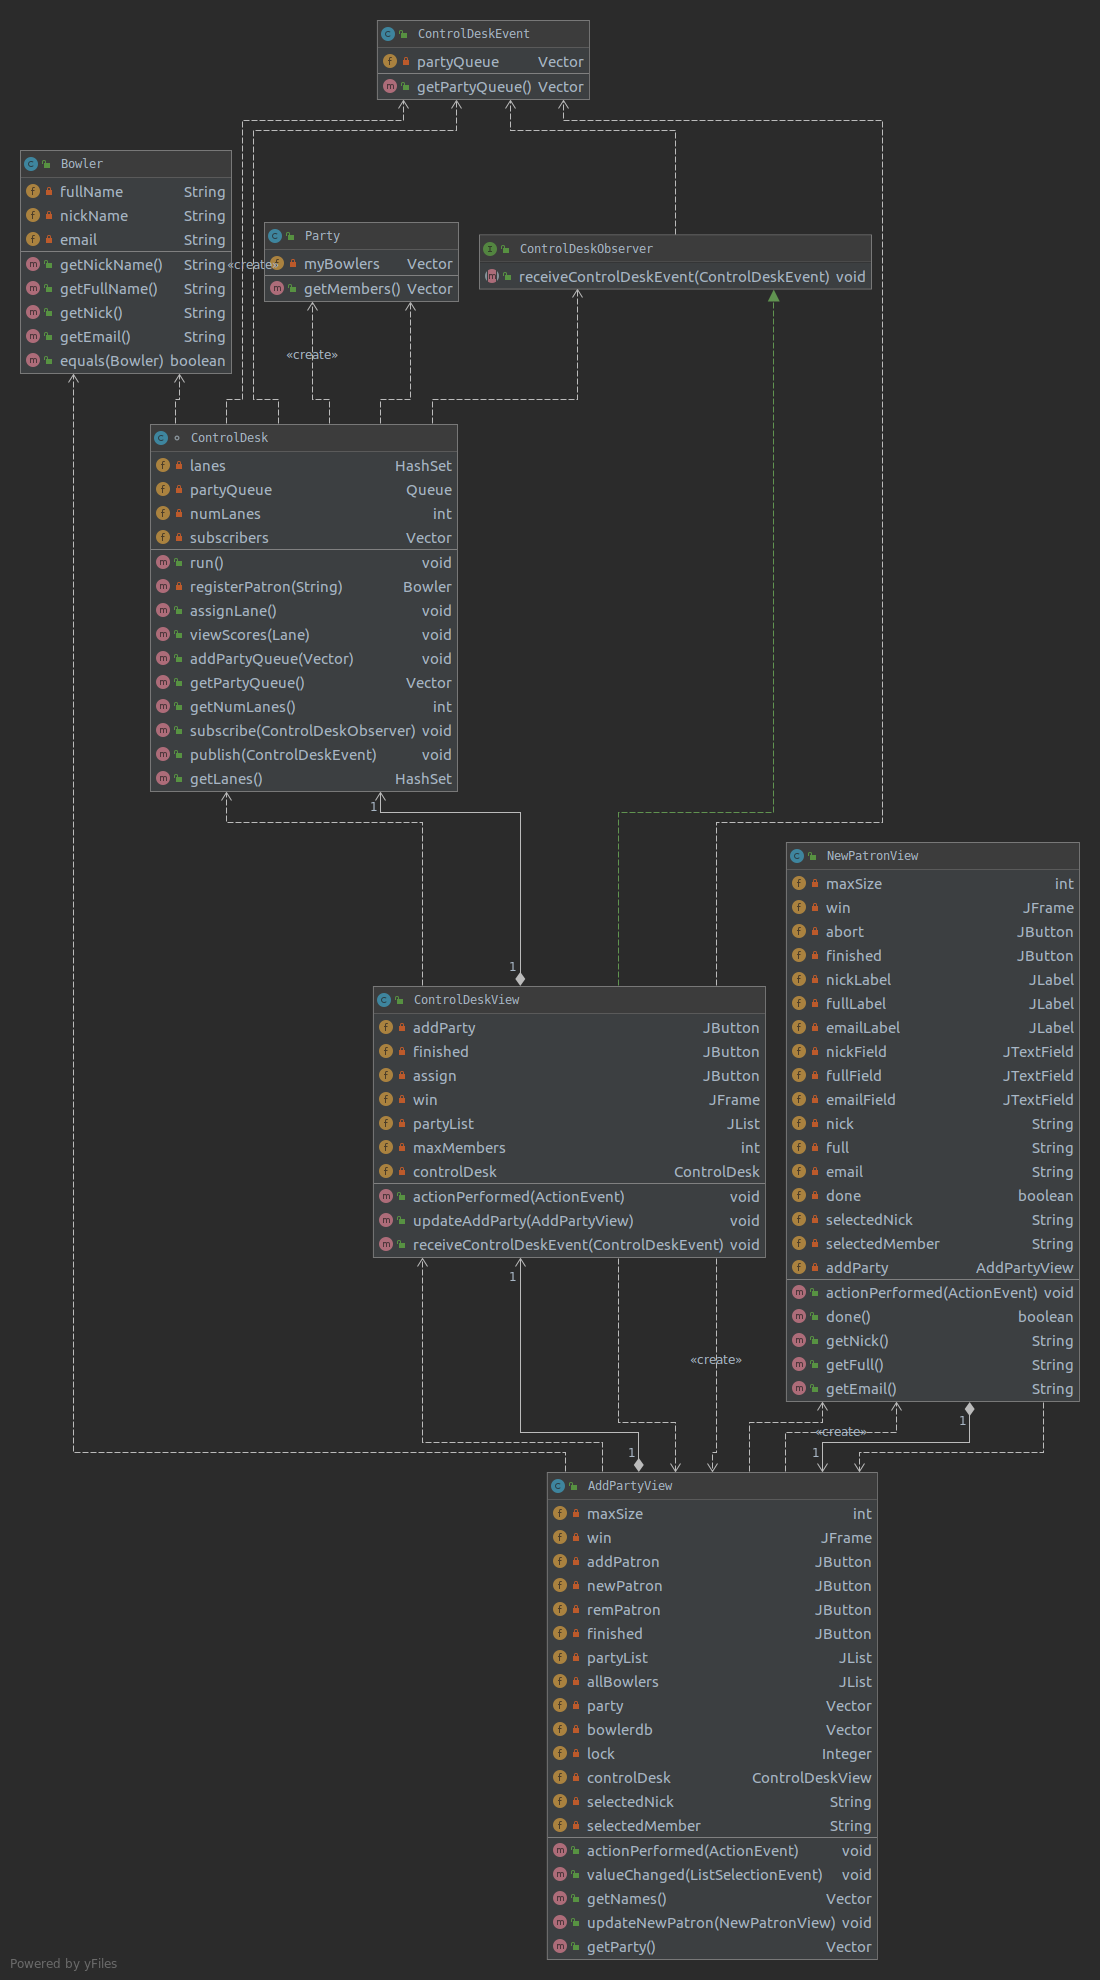 ControlDeskEvent
partyQueue Vector
getPartyQueue() Vector
Bowler
fullName String
nickName String
email String
getNickName() String
getFullName() String
getNick() String
getEmail() String
equals(Bowler) boolean
«create»
Party
myBowlers Vector
getMembers() Vector
ControlDeskObserver
receiveControlDeskEvent(ControlDeskEvent) void
«create»
ControlDesk
lanes HashSet
partyQueue Queue
numLanes int
subscribers Vector
run() void
registerPatron(String) Bowler
assignLane() void
viewScores(Lane) void
addPartyQueue(Vector) void
getPartyQueue() Vector
getNumLanes() int
subscribe(ControlDeskObserver) void
publish(ControlDeskEvent) void
getLanes() HashSet
1
1
NewPatronView
maxSize int
win JFrame
abort JButton
finished JButton
nickLabel JLabel
fullLabel JLabel
emailLabel JLabel
nickField JTextField
fullField JTextField
emailField JTextField
nick String
full String
email String
done boolean
selectedNick String
selectedMember String
addParty AddPartyView
actionPerformed(ActionEvent) void
done() boolean
getNick() String
getFull() String
getEmail() String
ControlDeskView
addParty JButton
finished JButton
assign JButton
win JFrame
partyList JList
maxMembers int
controlDesk ControlDesk
actionPerformed(ActionEvent) void
updateAddParty(AddPartyView) void
receiveControlDeskEvent(ControlDeskEvent) void
1
«create»
1
«create»
1
1
AddPartyView
maxSize int
win JFrame
addPatron JButton
newPatron JButton
remPatron JButton
finished JButton
partyList JList
allBowlers JList
party Vector
bowlerdb Vector
lock Integer
controlDesk ControlDeskView
selectedNick String
selectedMember String
actionPerformed(ActionEvent) void
valueChanged(ListSelectionEvent) void
getNames() Vector
updateNewPatron(NewPatronView) void
getParty() Vector
Powered by yFiles